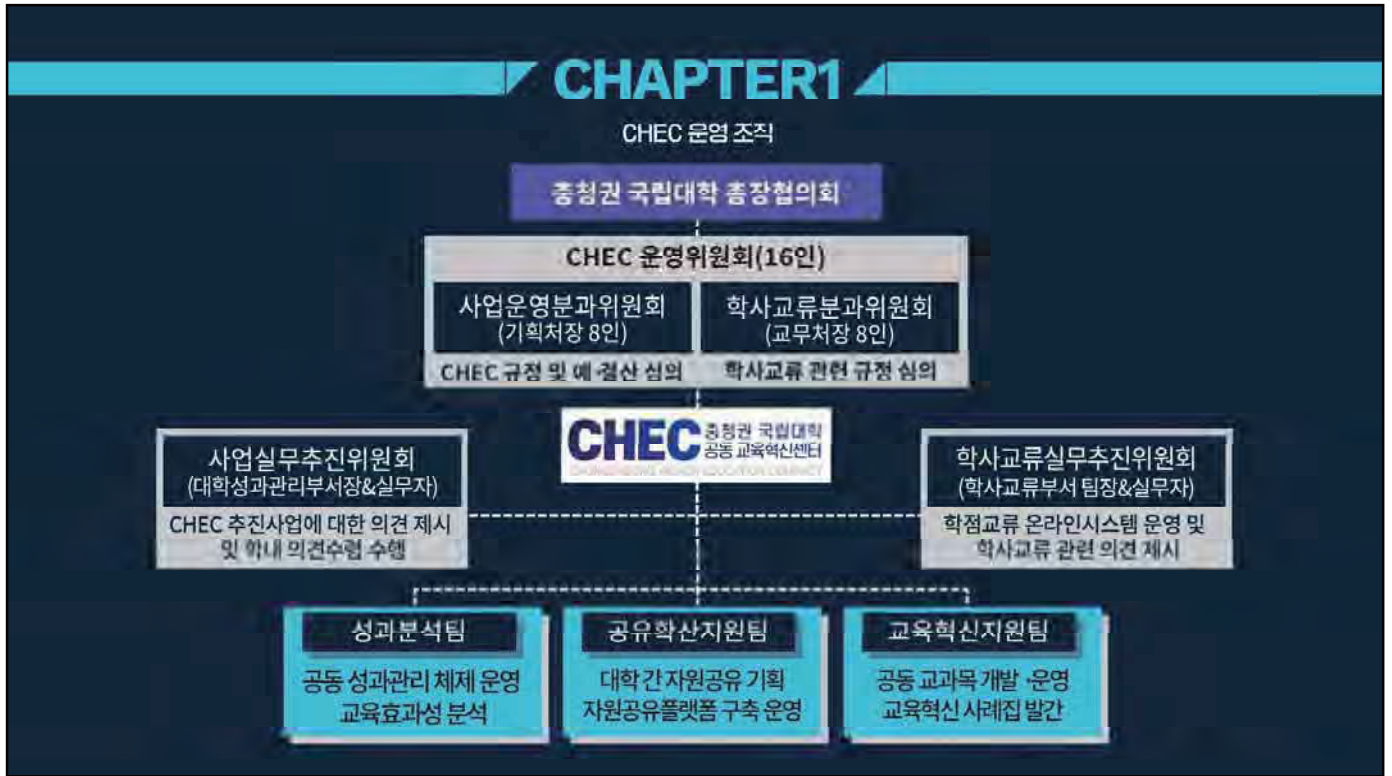 CHAPTER1
CHEC 운영 조직
충청권 국립대학 총장협의회
CHEC 운영위원회(16인)
사업운영분과위원회
(기획처장 8인)
CHEC 규정 및 예·결산 심의
학사교류분과위원회
(교무처장 8인)
학사교류 관련 규정 심의
CHEC 충청권 국립대학
공동 교육혁신센터
CHUNGCHEONG HIGHER EDUCATION COMPACT
사업실무추진위원회
(대학성과관리부서장&실무자)
CHEC 추진사업에 대한 의견 제시
및 학내 의견수렴 수행
학사교류실무추진위원회
(학사교류부서 팀장&실무자)
학점교류 온라인시스템 운영 및
학사교류 관련 의견 제시
성과분석팀
공동 성과관리 체제 운영
교육효과성 분석
공유확산지원팀
대학 간 자원공유 기획
자원공유플랫폼 구축 운영
교육혁신지원팀
공동 교과목 개발·운영
교육혁신 사례집 발간